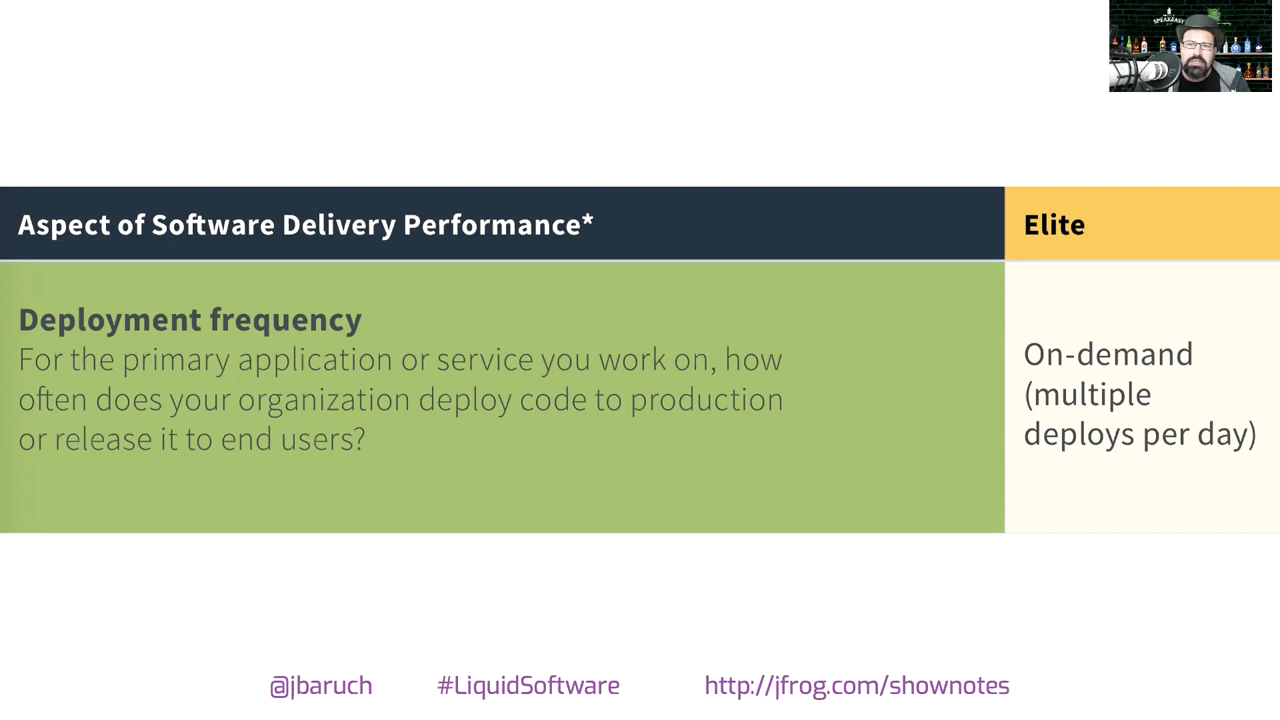 SPEAKEASY
Aspect of Software Delivery Performance*
Elite
Deployment frequency
For the primary application or service you work on, how
often does your organization deploy code to production
or release it to end users?
On-demand
(multiple
deploys per day)
@jbaruch
#LiquidSoftware
http://jfrog.com/shownotes